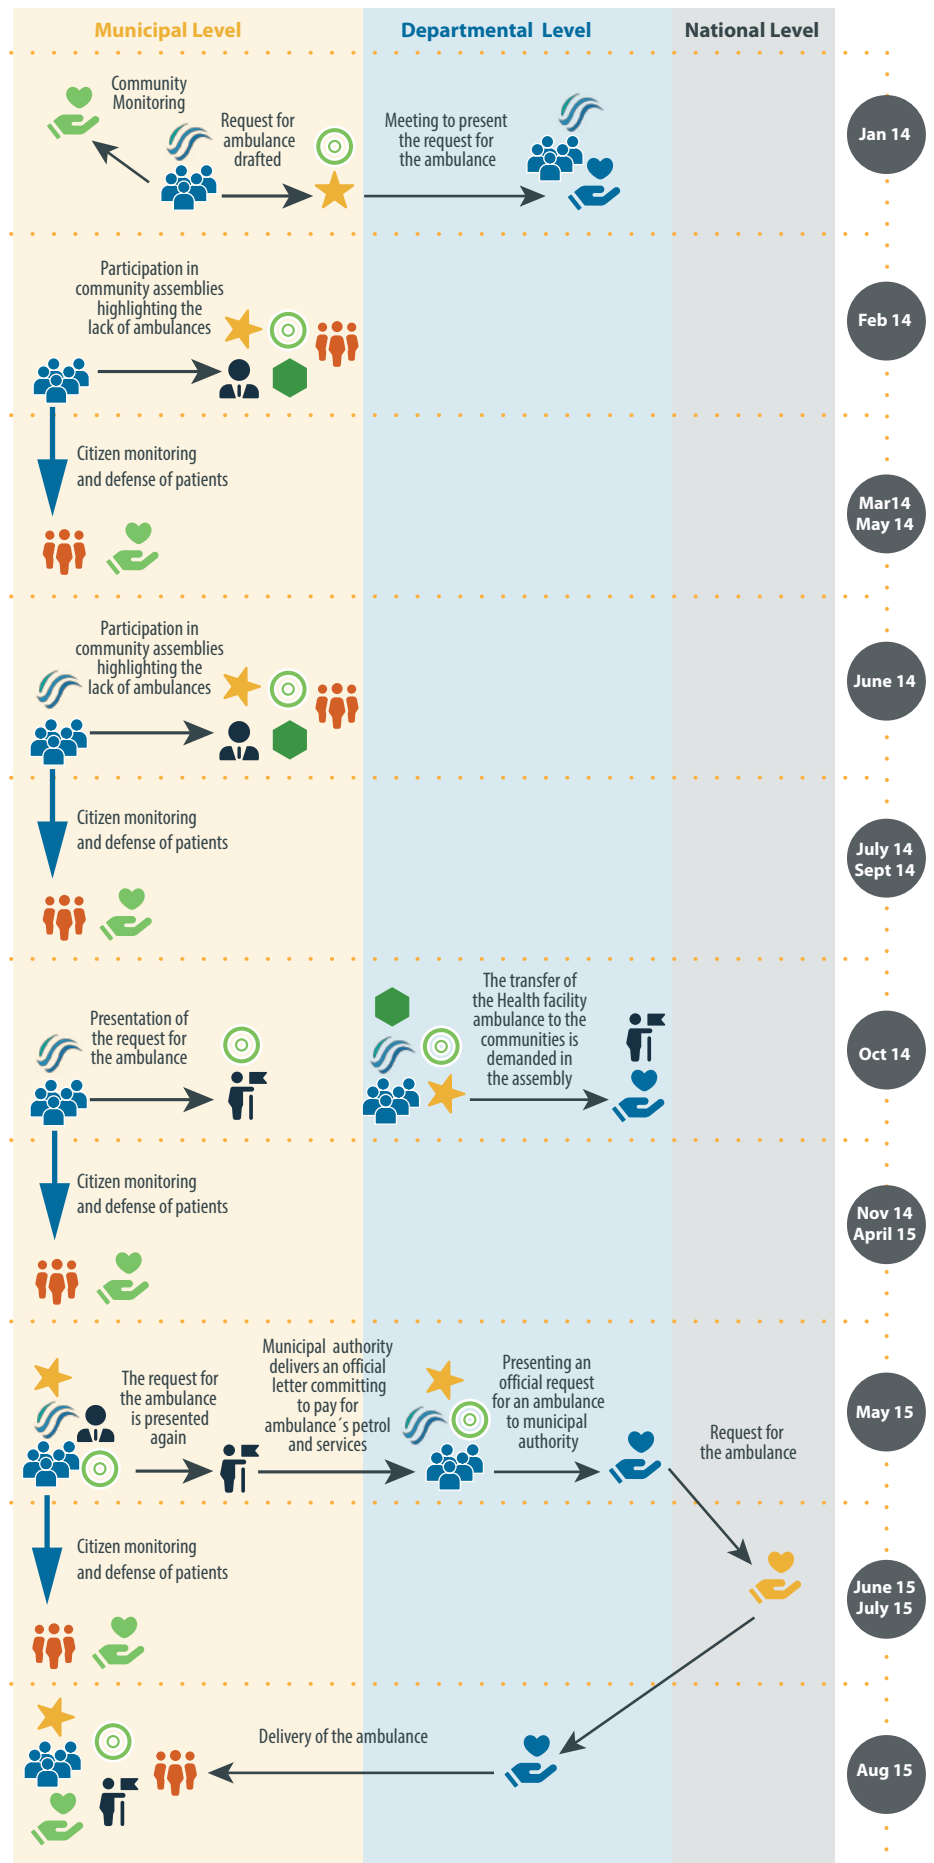 Municipal Level
Departmental Level
National Level
Community
Monitoring
Request for
ambulance
drafted
Meeting to present
the request for
the ambulance
Jan 14
Participation in
community assemblies
highlighting the
lack of ambulances
Feb 14
Citizen monitoring
and defense of patients
Mar14
May 14
Participation in
community assemblies
highlighting the
lack of ambulances
June 14
Citizen monitoring
and defense of patients
July 14
Sept 14
Presentation of
the request for
the ambulance
The transfer of
the Health facility
ambulance to the
communities is
demanded in
the assembly
Oct 14
Citizen monitoring
and defense of patients
Nov 14
April 15
The request for
the ambulance
is presented
again
Municipal authority
delivers an official
letter committing
to pay for
ambulance´s petrol
and services
Presenting an
official request
for an ambulance
to municipal
authority
Request for
the ambulance
May 15
Citizen monitoring
and defense of patients
June 15
July 15
Delivery of the ambulance
Aug 15